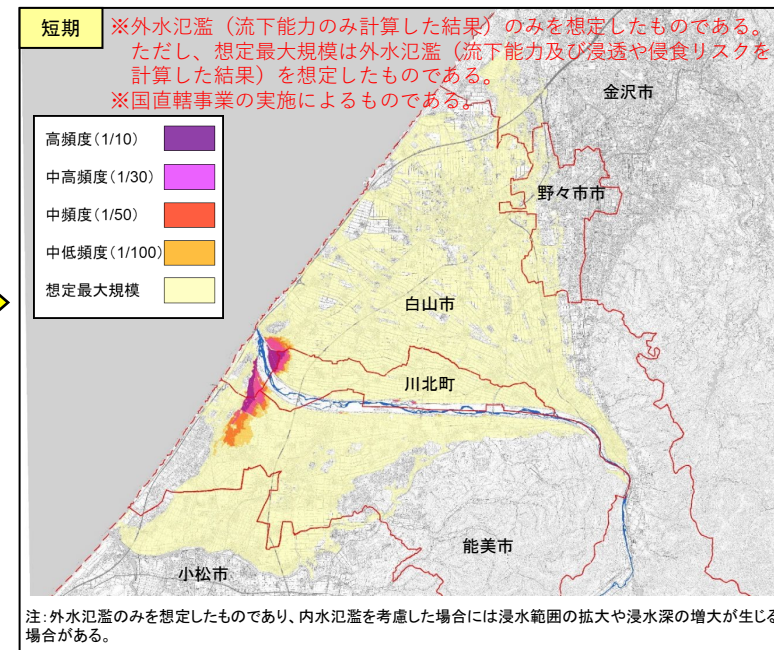 短期
※外水氾濫（流下能力のみ計算した結果）のみを想定したものである。
ただし、想定最大規模は外水氾濫（流下能力及び浸透や侵食リスクを
計算した結果）を想定したものである。
※国直轄事業の実施によるものである。
金沢市
高頻度(1/10)
中高頻度(1/30)
中頻度(1/50)
中低頻度(1/100)
想定最大規模
野々市市
白山市
川北町
能美市
小松市
注:外水氾濫のみを想定したものであり、内水氾濫を考慮した場合には浸水範囲の拡大や浸水深の増大が生じる
場合がある。